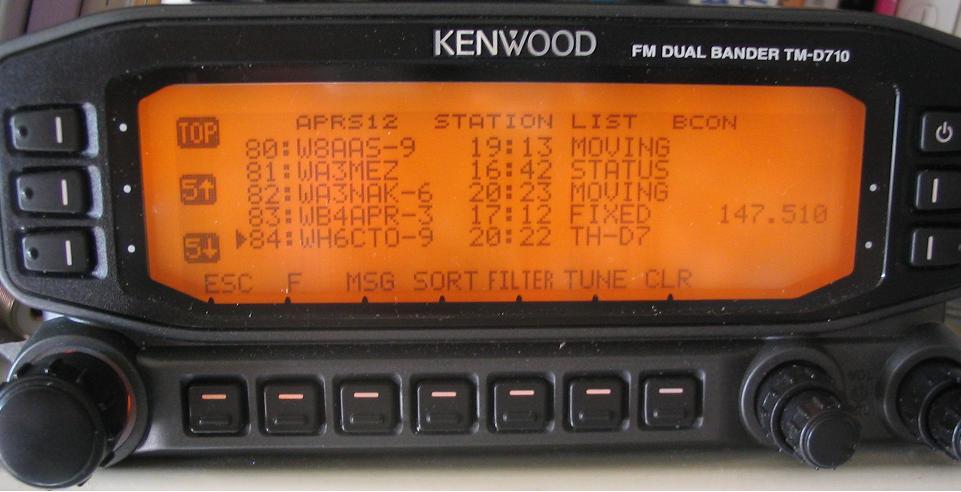 KENWOOD FM DUAL BANDER TM-D710
TOP APRS12 STATION LIST BCON
80:W8AAS-9 19:13 MOVING
81:WA3MEZ 16:42 STATUS
5↑ 82:WA3NAK-6 20:23 MOVING
83:WB4APR-3 17:12 FIXED 147.510
5↓ ▶84:WH6CTO-9 20:22 TH-D7
ESC F MSG SORT FILTER TUNE CLR